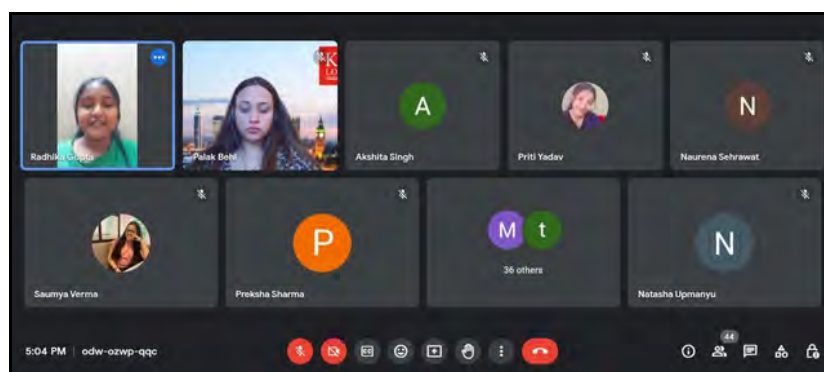 K
LO
Radhika Gupta
Palak Behl
A
Akshita Singh
Priti Yadav
N
Naurena Sehrawat
Saumya Verma
P
Preksha Sharma
M t
36 others
N
Natasha Upmanyu
44
5:04 PM | odw-ozwp-qqc